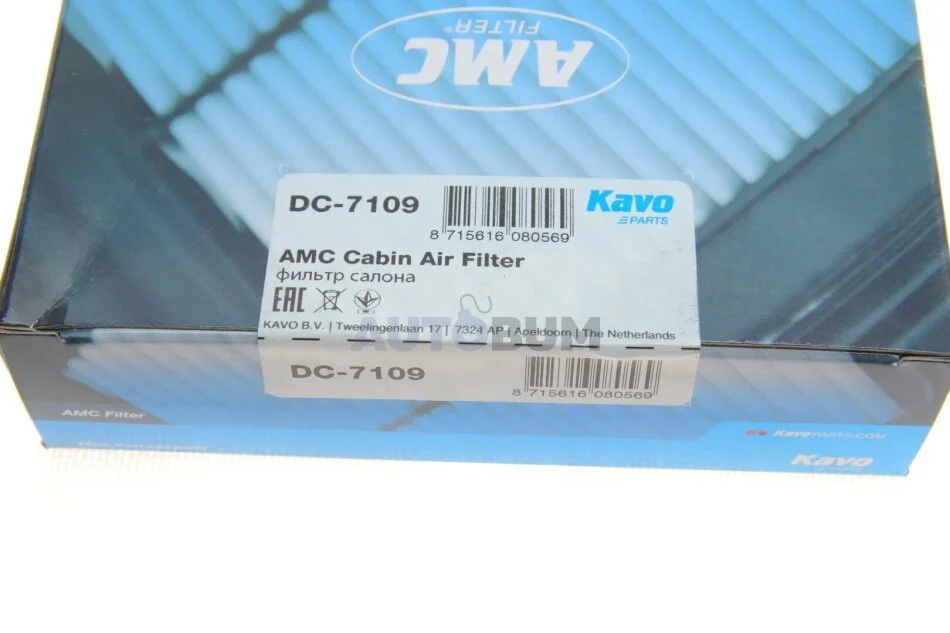 AMC
FILTER®
DC-7109
8 715616 080569
Kavo
PARTS
AMC Cabin Air Filter
фильтр салона
EAC
KAVO B.V. | Tweelingenlaan 17 | 7324 AP | Apeldoorn | The Netherlands
AUTOBUM
DC-7109
8 715616 080569
AMC Filter
KavoPARTS.COM
Kavo